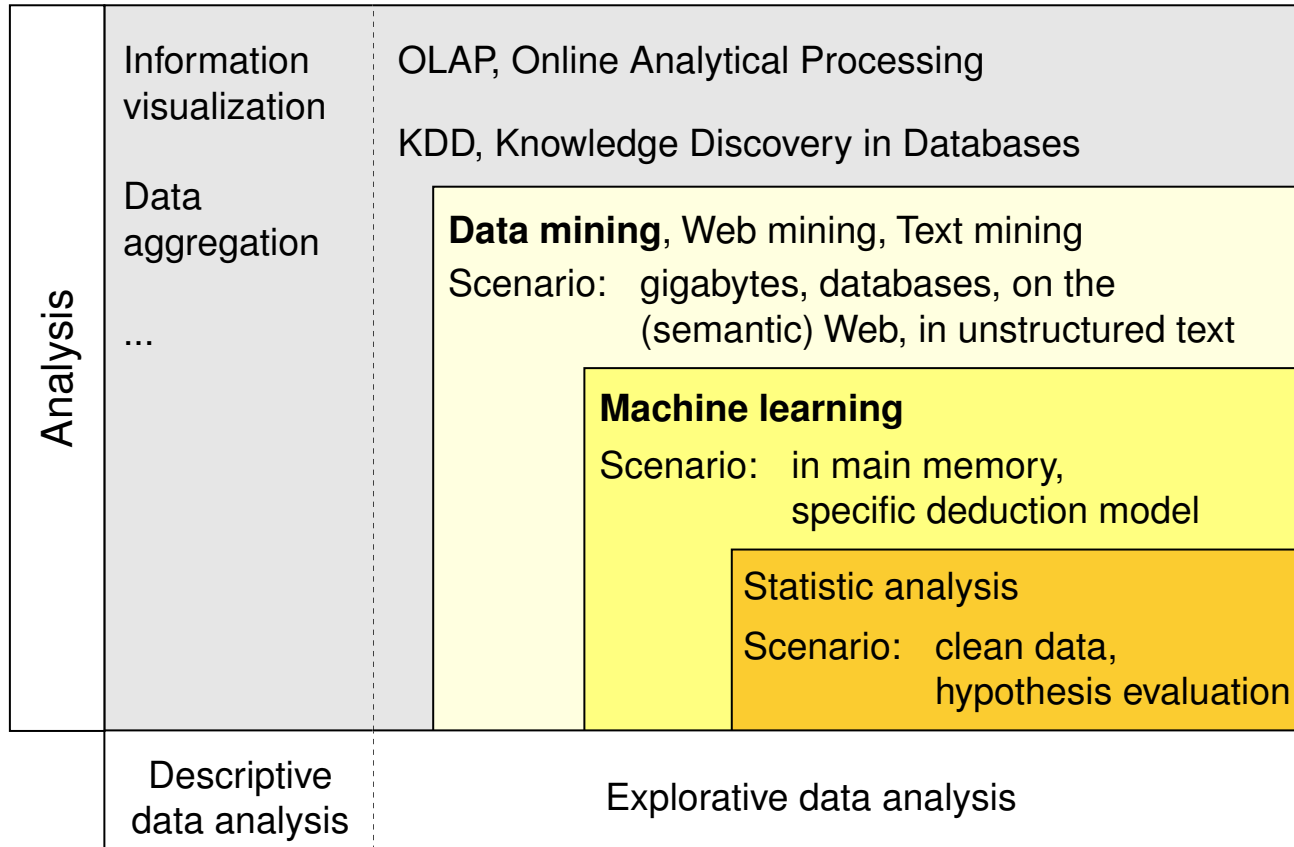 Analysis
Information
visualization
Data
aggregation
...
OLAP, Online Analytical Processing
KDD, Knowledge Discovery in Databases
Data mining, Web mining, Text mining
Scenario: gigabytes, databases, on the
(semantic) Web, in unstructured text
Machine learning
Scenario: in main memory,
specific deduction model
Statistic analysis
Scenario: clean data,
hypothesis evaluation
Descriptive
data analysis
Explorative data analysis